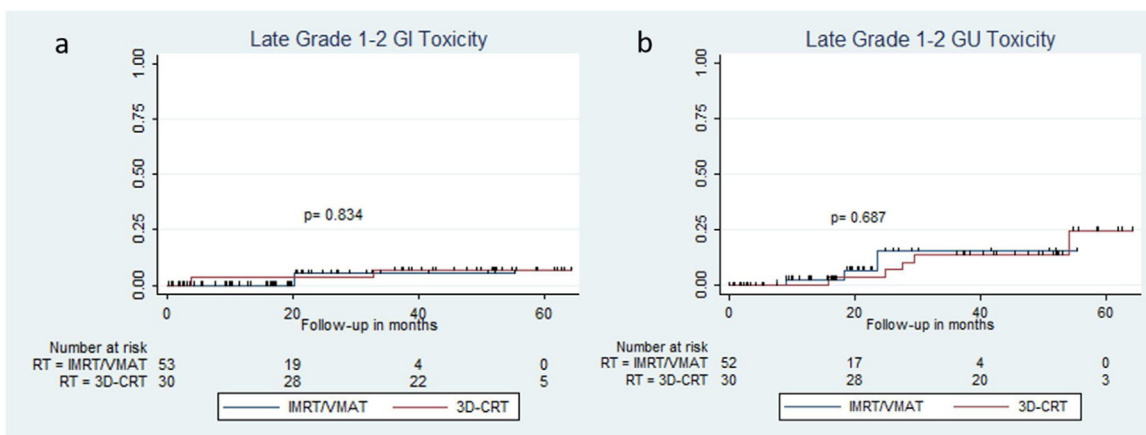 a
Late Grade 1-2 GI Toxicity
1.00
0.75
0.50
0.25
0.00
p= 0.834
0 20 40 60
Follow-up in months
Number at risk
RT = IMRT/VMAT 53 19 4 0
RT = 3D-CRT 30 28 22 5
IMRT/VMAT 3D-CRT
b
Late Grade 1-2 GU Toxicity
1.00
0.75
0.50
0.25
0.00
p= 0.687
0 20 40 60
Follow-up in months
Number at risk
RT = IMRT/VMAT 52 17 4 0
RT = 3D-CRT 30 28 20 3
IMRT/VMAT 3D-CRT